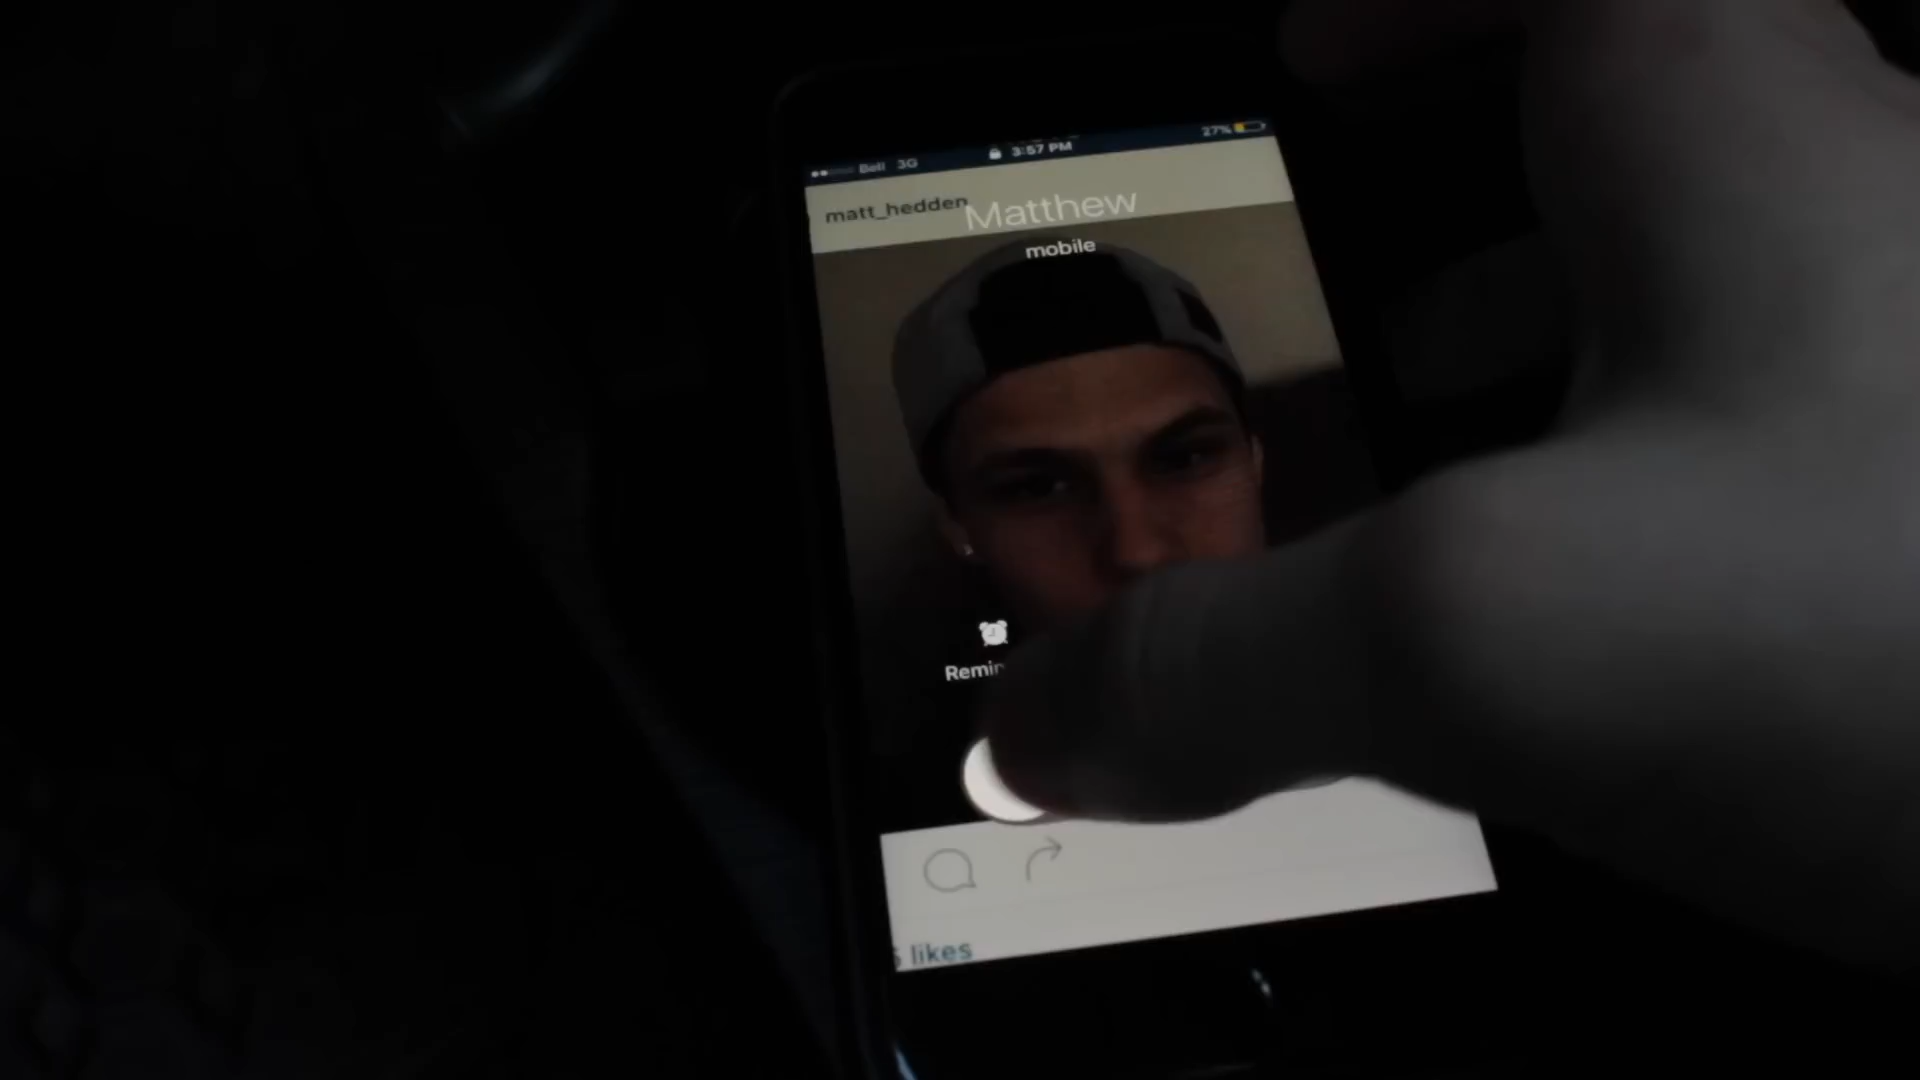 Bell 3G
3:57 PM
27%
matt_hedden
Matthew
mobile
Remin
likes